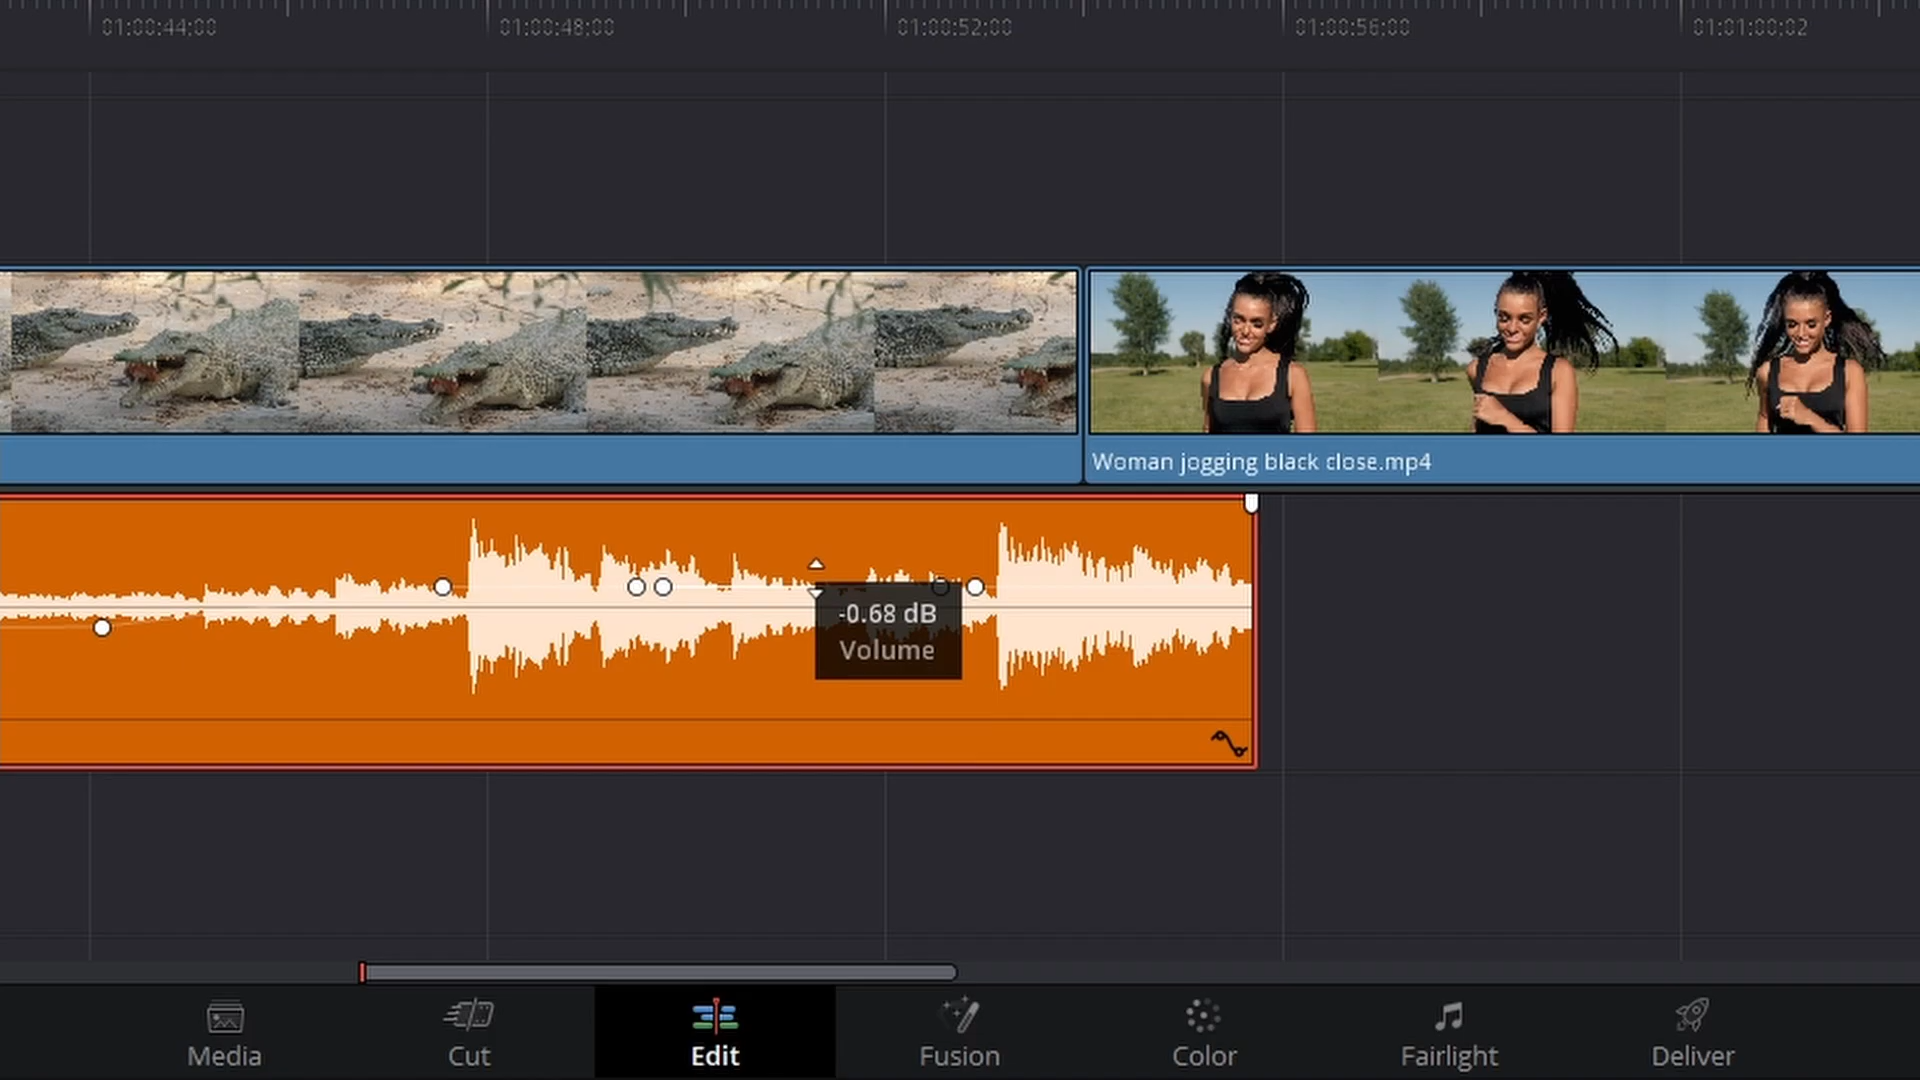 01:00:44;00
01:00:48;00
01:00:52;00
01:00:56;00
01:01:00;02
Woman jogging black close.mp4
-0.68 dB
Volume
Media
Cut
Edit
Fusion
Color
Fairlight
Deliver